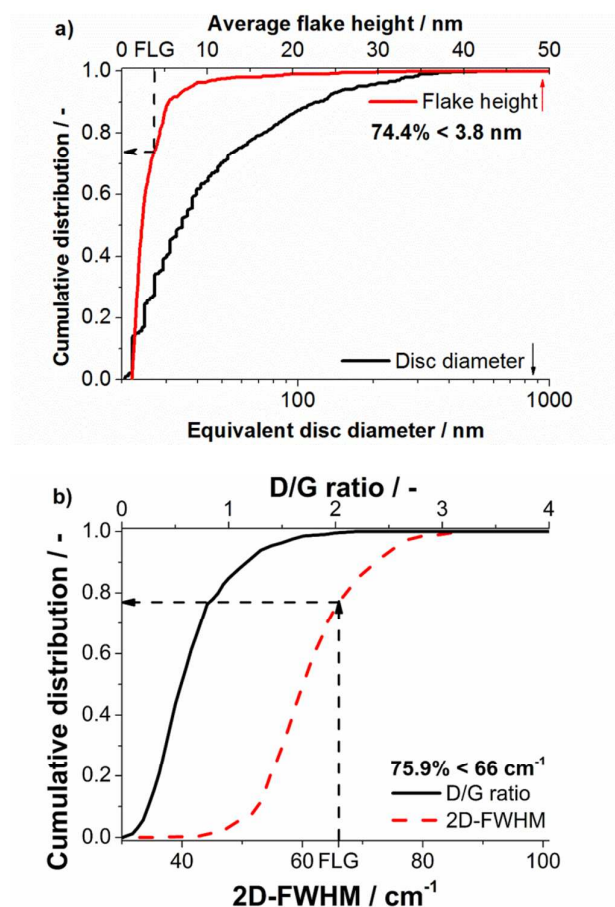 a)
Average flake height / nm
0 FLG 10 20 30 40 50
Cumulative distribution / -
1.0
0.8
0.6
0.4
0.2
0.0
Flake height
74.4% < 3.8 nm
Disc diameter
100 1000
Equivalent disc diameter / nm
b)
D/G ratio / -
0 1 2 3 4
Cumulative distribution / -
1.0
0.8
0.6
0.4
0.2
0.0
75.9% < 66 cm⁻¹
D/G ratio
2D-FWHM
40 60 FLG 80 100
2D-FWHM / cm⁻¹